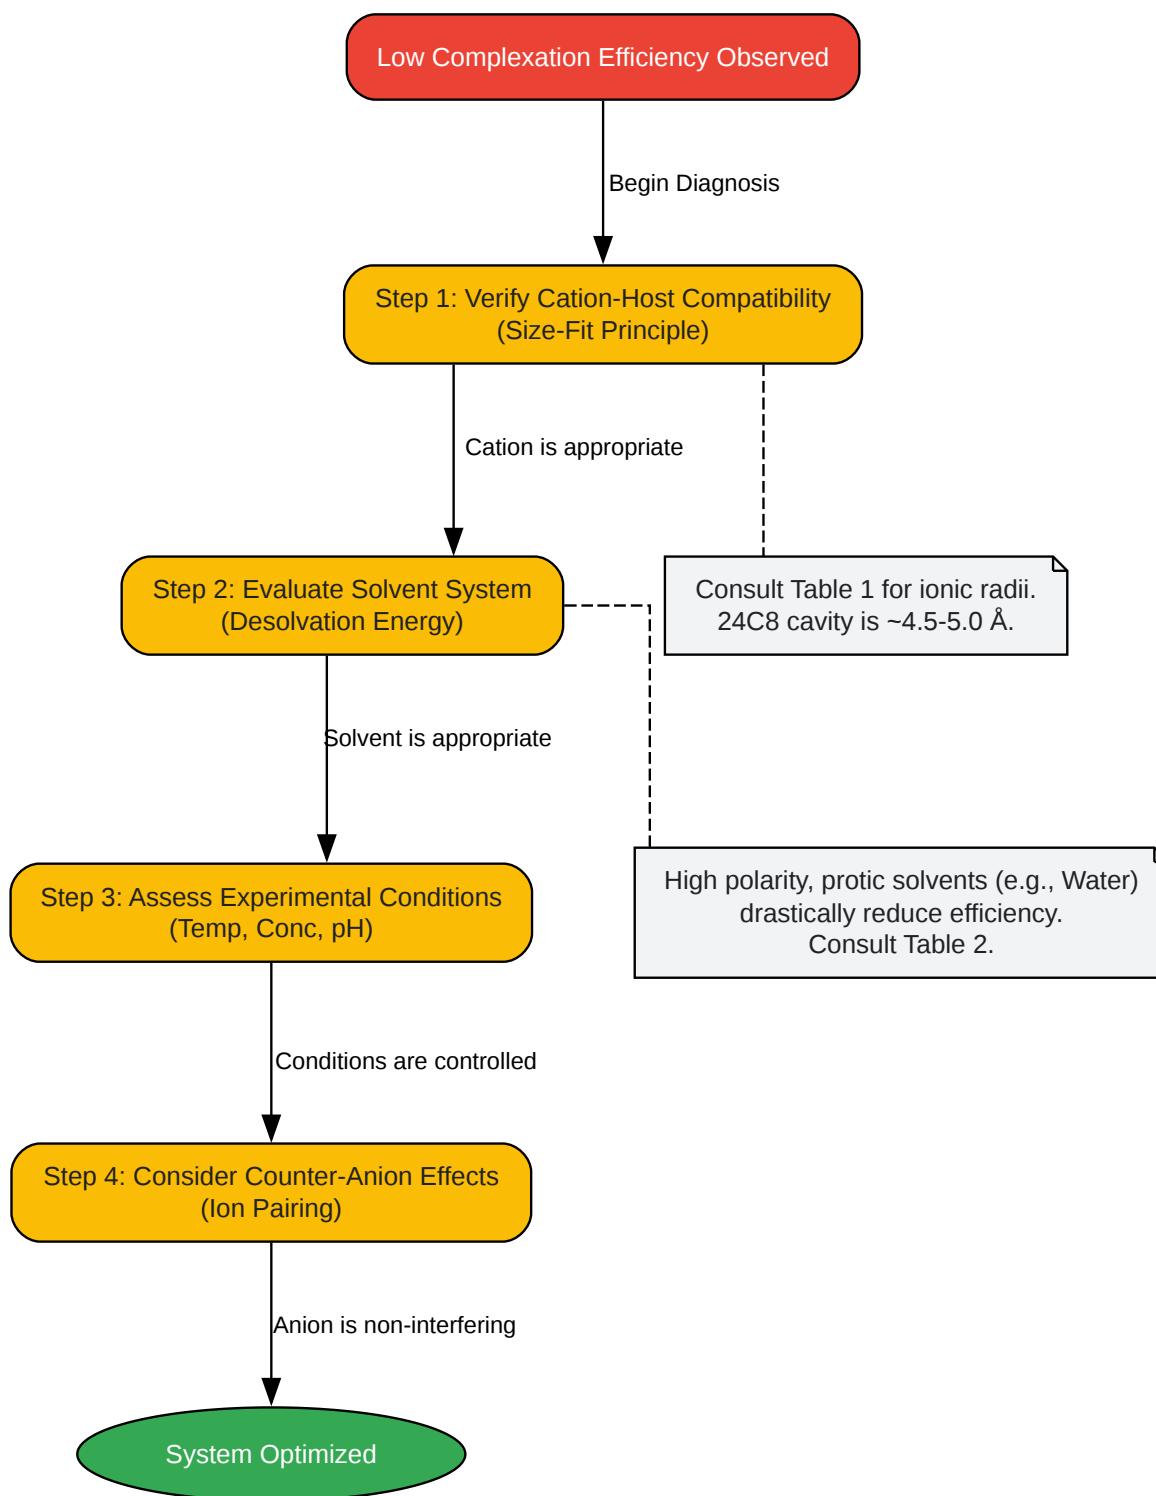 Low Complexation Efficiency Observed
Begin Diagnosis
Step 1: Verify Cation-Host Compatibility
(Size-Fit Principle)
Cation is appropriate
Step 2: Evaluate Solvent System
(Desolvation Energy)
Consult Table 1 for ionic radii.
24C8 cavity is ~4.5-5.0 Å.
Solvent is appropriate
Step 3: Assess Experimental Conditions
(Temp, Conc, pH)
High polarity, protic solvents (e.g., Water)
drastically reduce efficiency.
Consult Table 2.
Conditions are controlled
Step 4: Consider Counter-Anion Effects
(Ion Pairing)
Anion is non-interfering
System Optimized